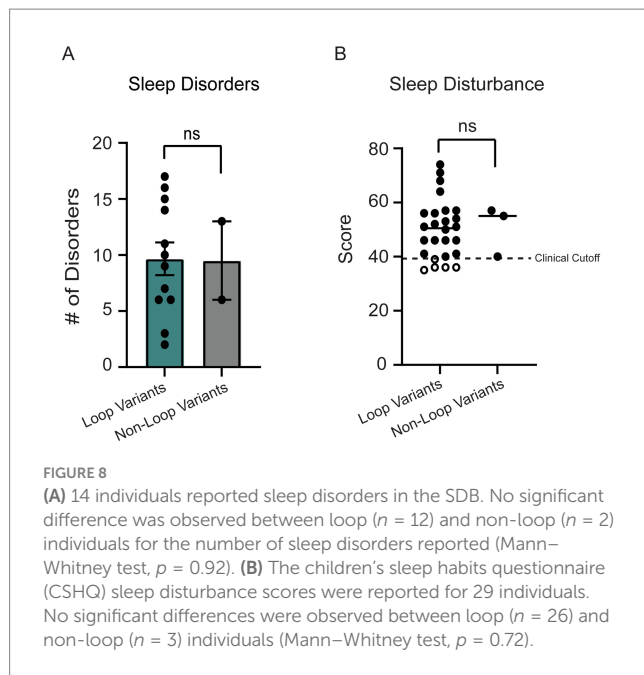 A
Sleep Disorders
ns
20
15
10
5
0
# of Disorders
Loop Variants
Non-Loop Variants
B
Sleep Disturbance
ns
80
60
40
20
0
Score
Clinical Cutoff
Loop Variants
Non-Loop Variants
FIGURE 8
(A) 14 individuals reported sleep disorders in the SDB. No significant
difference was observed between loop (n = 12) and non-loop (n = 2)
individuals for the number of sleep disorders reported (Mann–
Whitney test, p = 0.92). (B) The children’s sleep habits questionnaire
(CSHQ) sleep disturbance scores were reported for 29 individuals.
No significant differences were observed between loop (n = 26) and
non-loop (n = 3) individuals (Mann–Whitney test, p = 0.72).